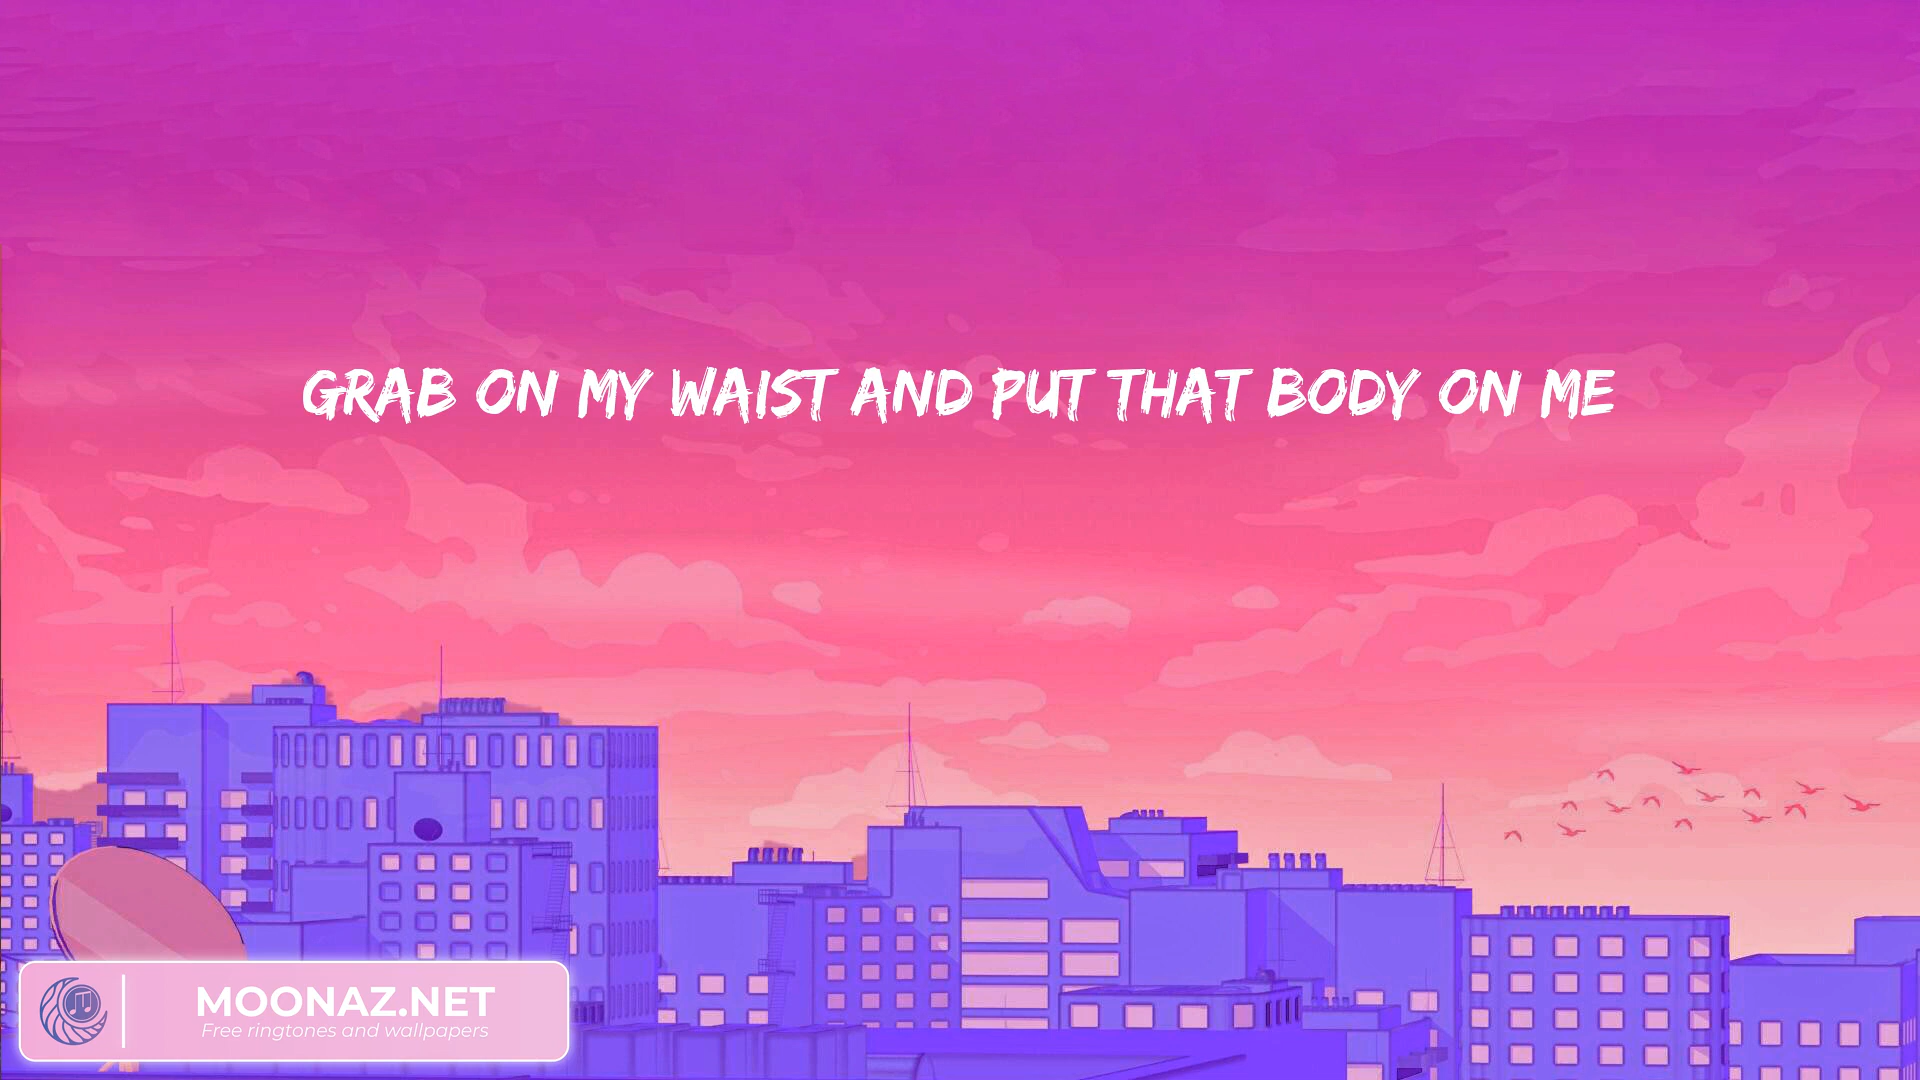 GRAB ON MY WAIST AND PUT THAT BODY ON ME
MOONAZ.NET
Free ringtones and wallpapers